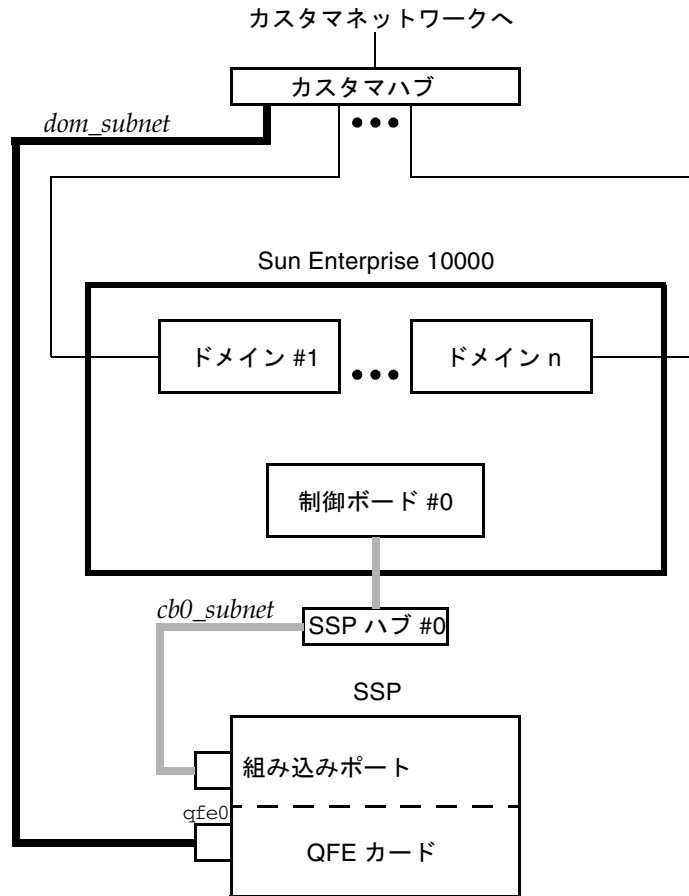 カスタマネットワークへ
カスタマハブ
dom_subnet
Sun Enterprise 10000
ドメイン #1
ドメイン n
制御ボード #0
cb0_subnet
SSP ハブ #0
SSP
組み込みポート
qfe0
QFE カード